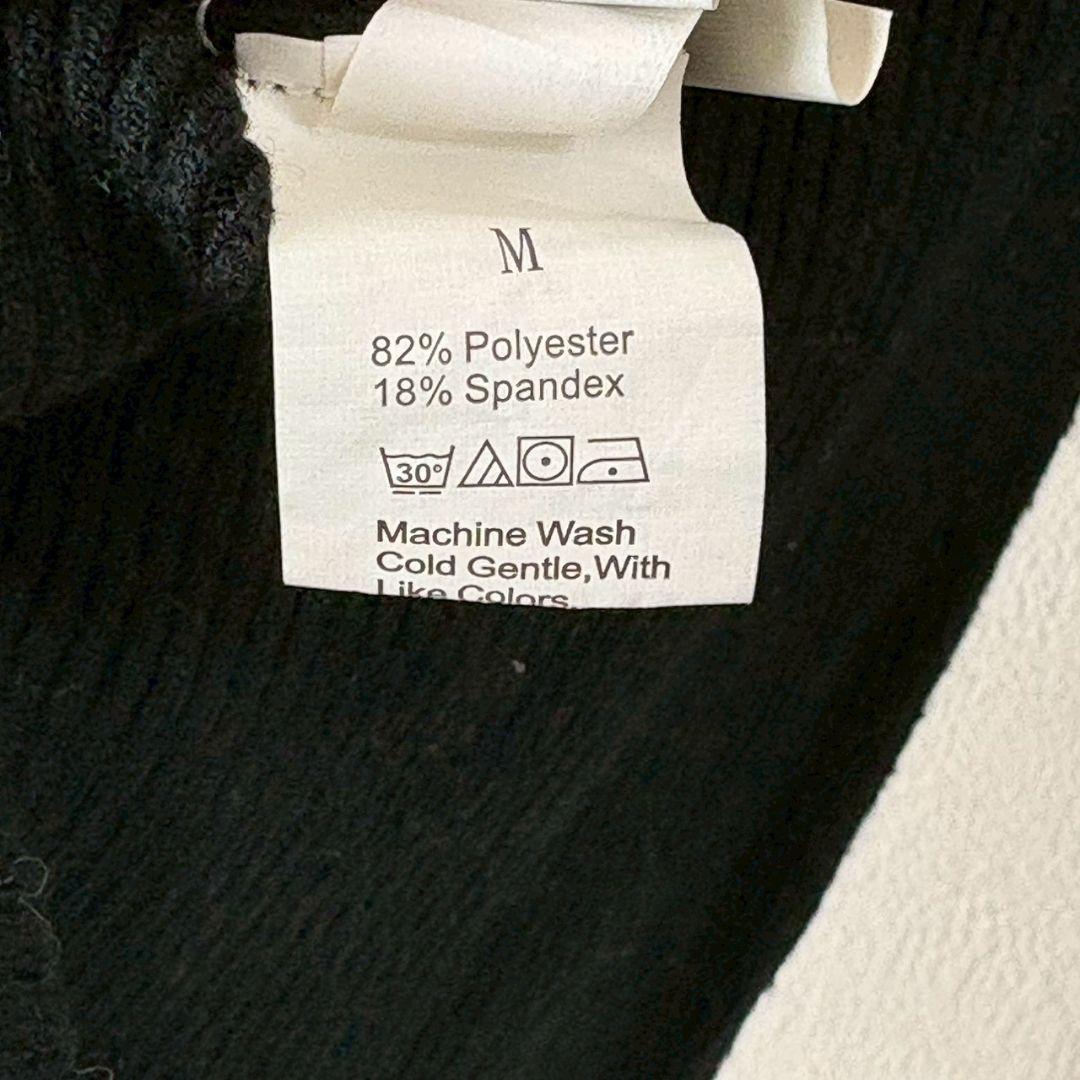 M
82% Polyester
18% Spandex
30°
Machine Wash
Cold Gentle,With
Like Colors.